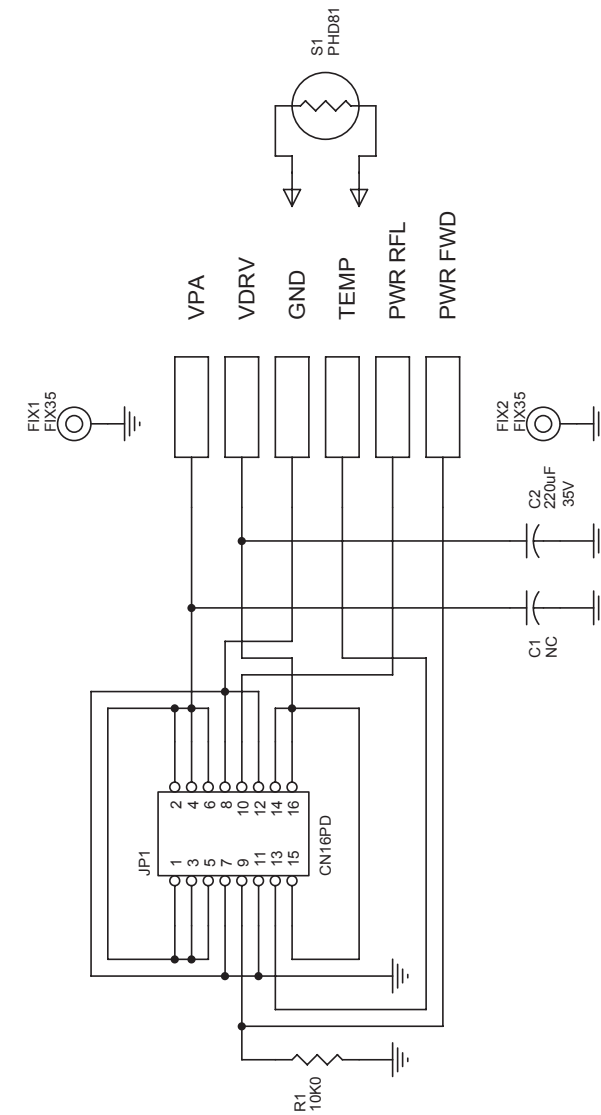 S1
PHD81
VPA
VDRV
GND
TEMP
PWR RFL
PWR FWD
FIX1
FIX35
FIX2
FIX35
C2
220uF
35V
C1
NC
JP1
2
4
6
8
10
12
14
16
1
3
5
7
9
11
13
15
CN16PD
R1
10K0